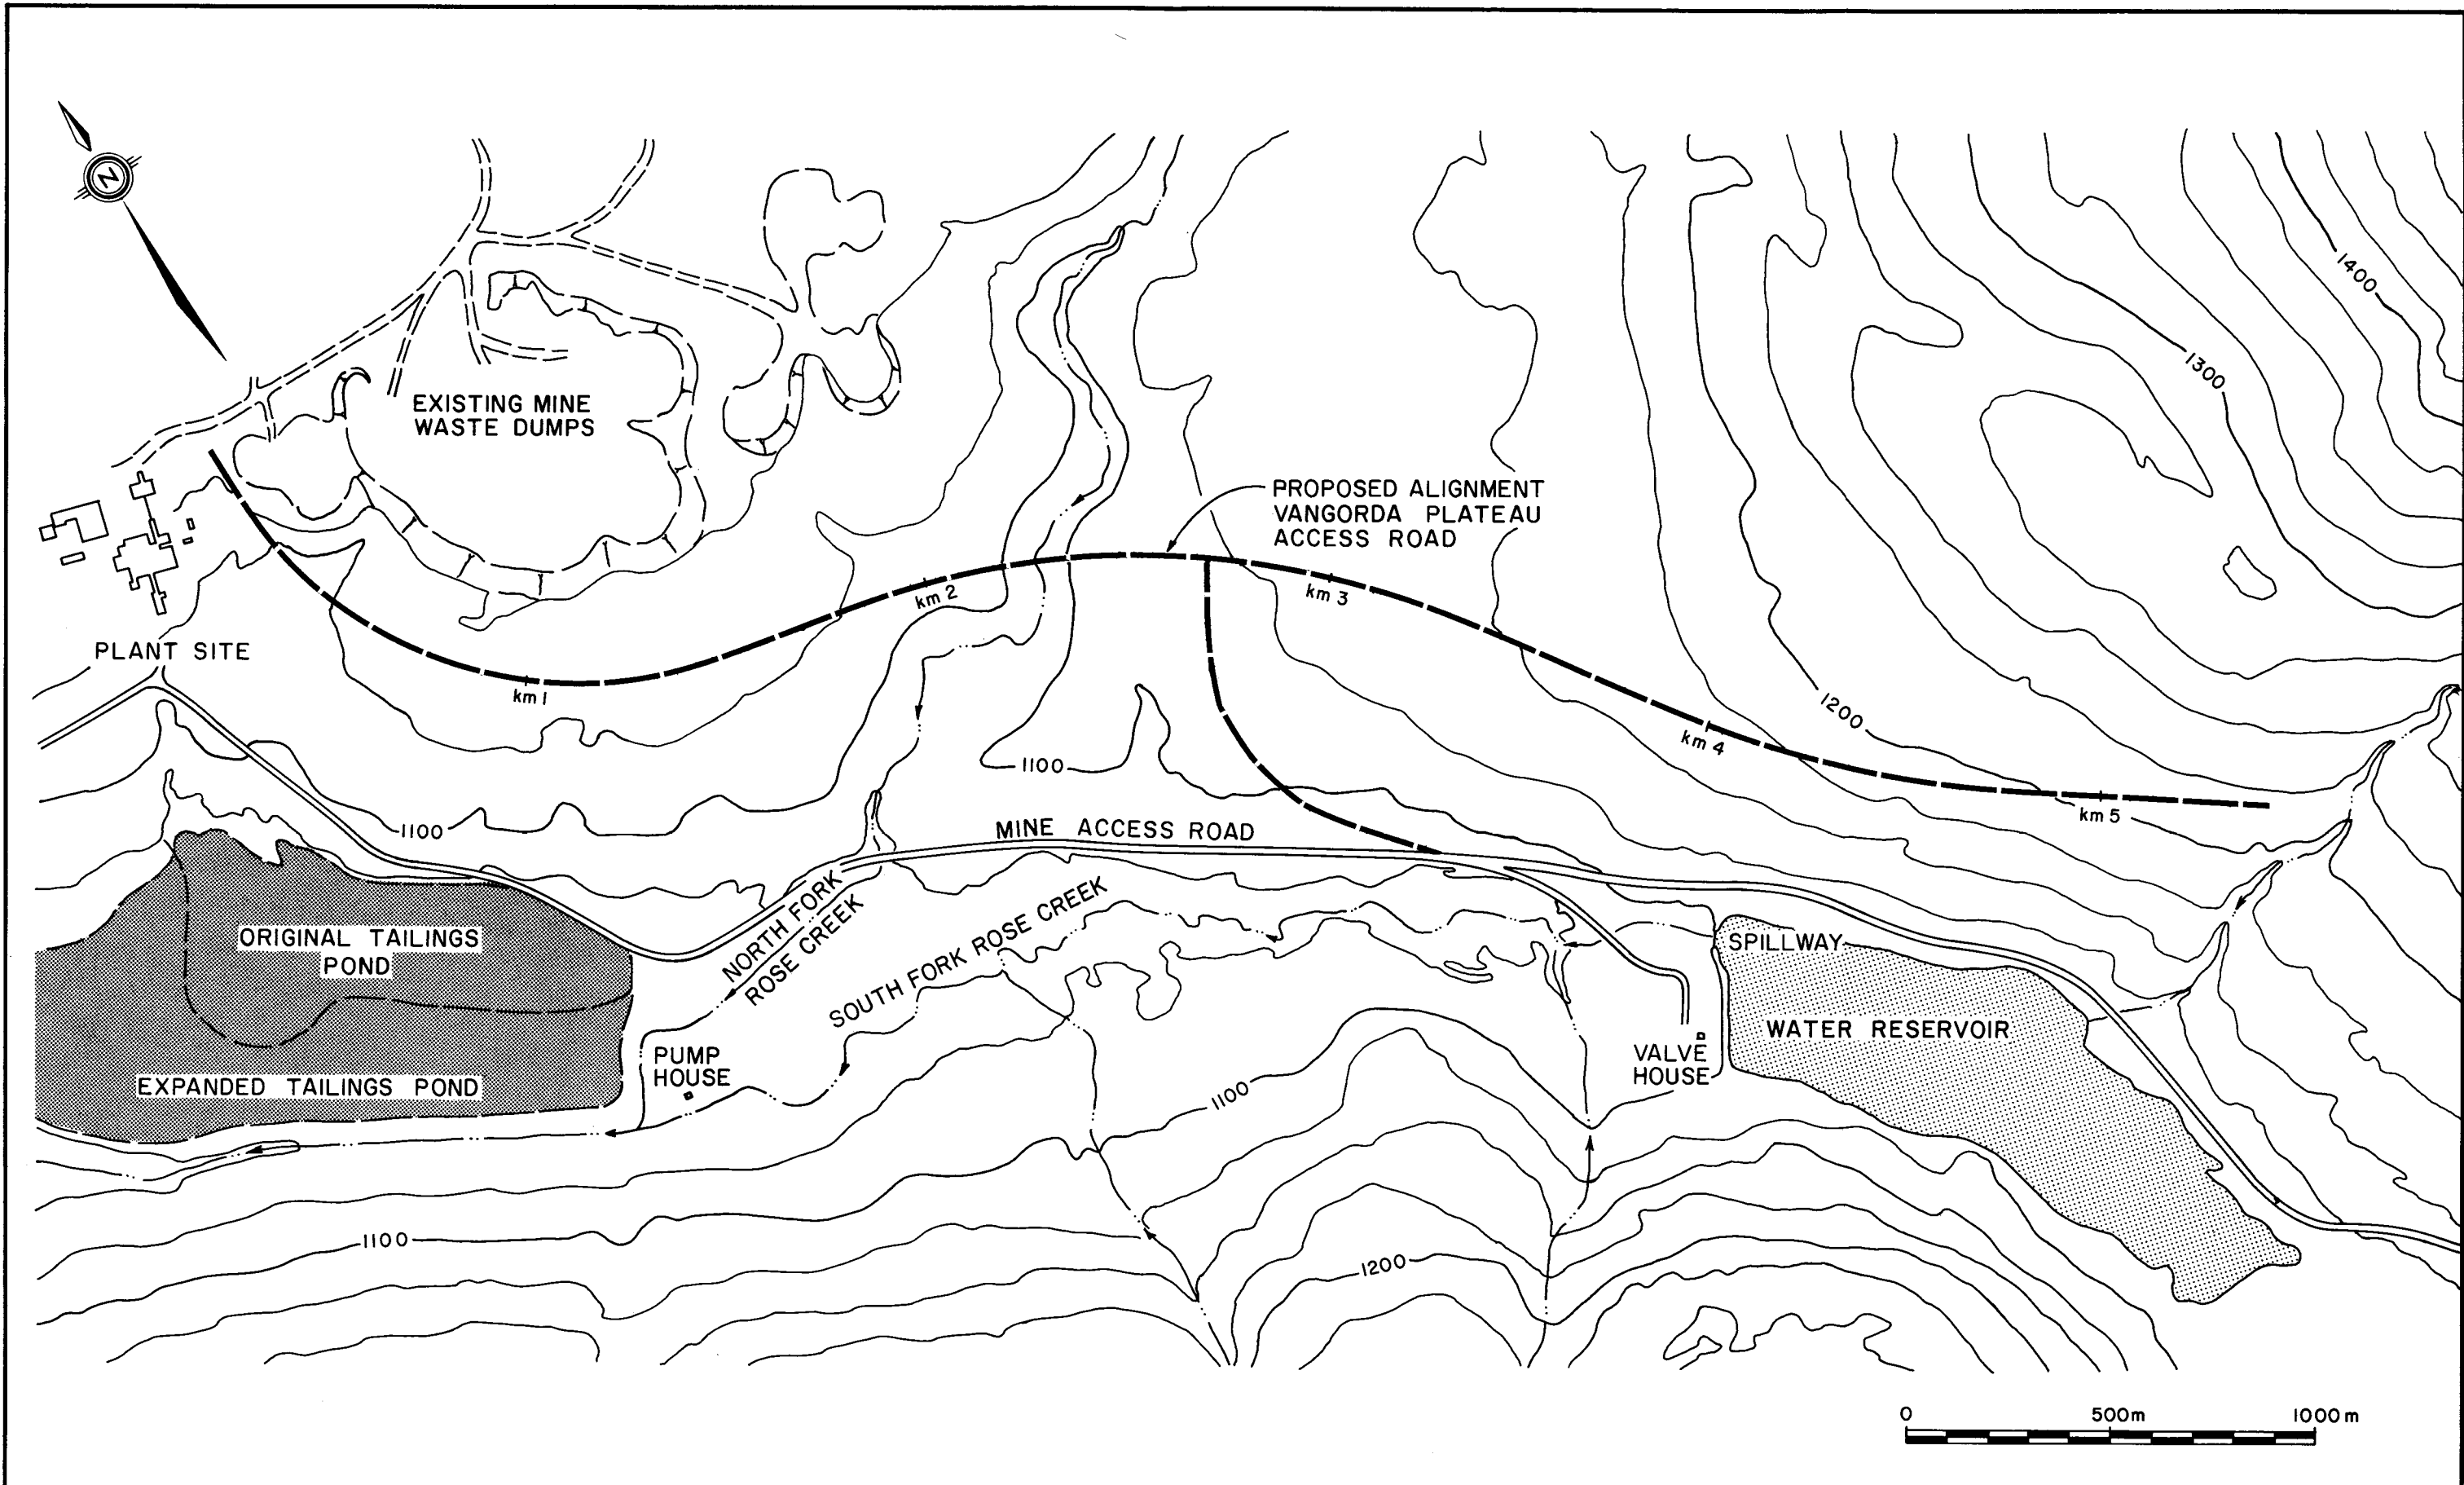 N
1400
1300
EXISTING MINE
WASTE DUMPS
PROPOSED ALIGNMENT
VANGORDA PLATEAU
ACCESS ROAD
km 2
km 3
PLANT SITE
km 1
1200
km 4
1100
km 5
1100
MINE ACCESS ROAD
NORTH FORK
ROSE CREEK
SOUTH FORK ROSE CREEK
ORIGINAL TAILINGS
POND
SPILLWAY
WATER RESERVOIR
PUMP
HOUSE
VALVE
HOUSE
EXPANDED TAILINGS POND
1100
1100
1200
0 500m 1000m